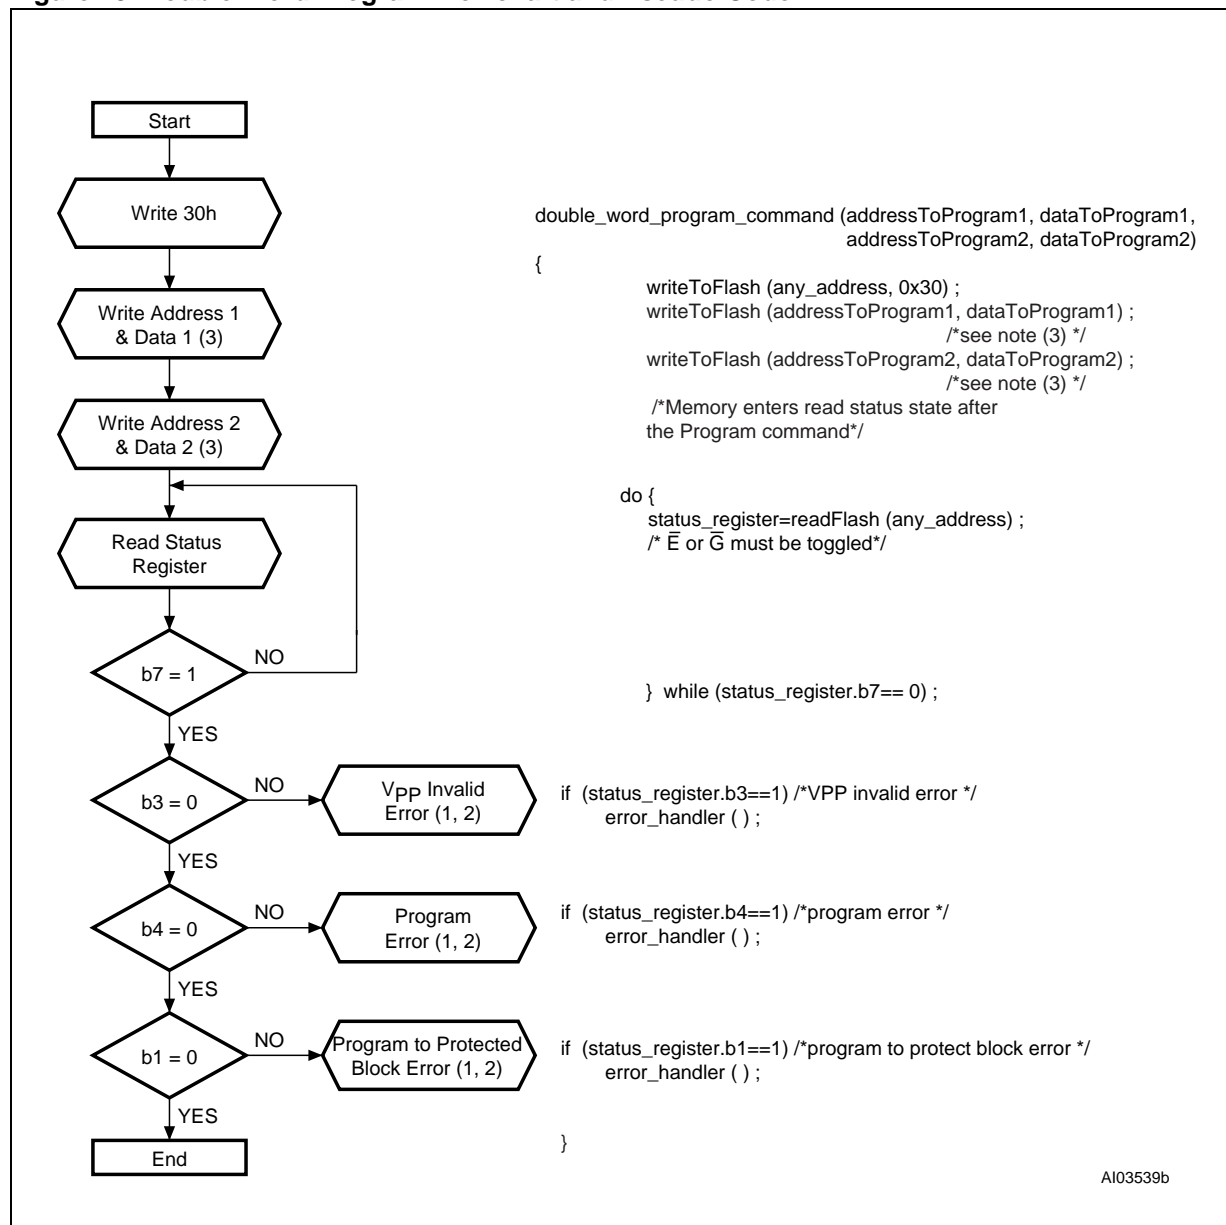 Start
Write 30h
Write Address 1
& Data 1 (3)
Write Address 2
& Data 2 (3)
Read Status
Register
b7 = 1
NO
YES
b3 = 0
NO
VPP Invalid
Error (1, 2)
YES
b4 = 0
NO
Program
Error (1, 2)
YES
b1 = 0
NO
Program to Protected
Block Error (1, 2)
YES
End
double_word_program_command (addressToProgram1, dataToProgram1,
addressToProgram2, dataToProgram2)
{
writeToFlash (any_address, 0x30) ;
writeToFlash (addressToProgram1, dataToProgram1) ;
/*see note (3) */
writeToFlash (addressToProgram2, dataToProgram2) ;
/*see note (3) */
/*Memory enters read status state after
the Program command*/
do {
status_register=readFlash (any_address) ;
/* E̅ or G̅ must be toggled*/
} while (status_register.b7== 0) ;
if (status_register.b3==1) /*VPP invalid error */
error_handler ( ) ;
if (status_register.b4==1) /*program error */
error_handler ( ) ;
if (status_register.b1==1) /*program to protect block error */
error_handler ( ) ;
}
AI03539b